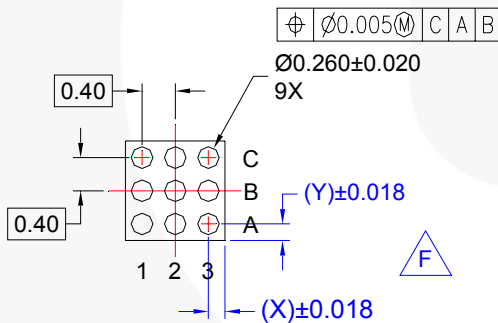 ⌖ Ø0.005Ⓜ C A B
Ø0.260±0.020
9X
0.40
C
B
A
0.40
(Y)±0.018
F
1 2 3
(X)±0.018